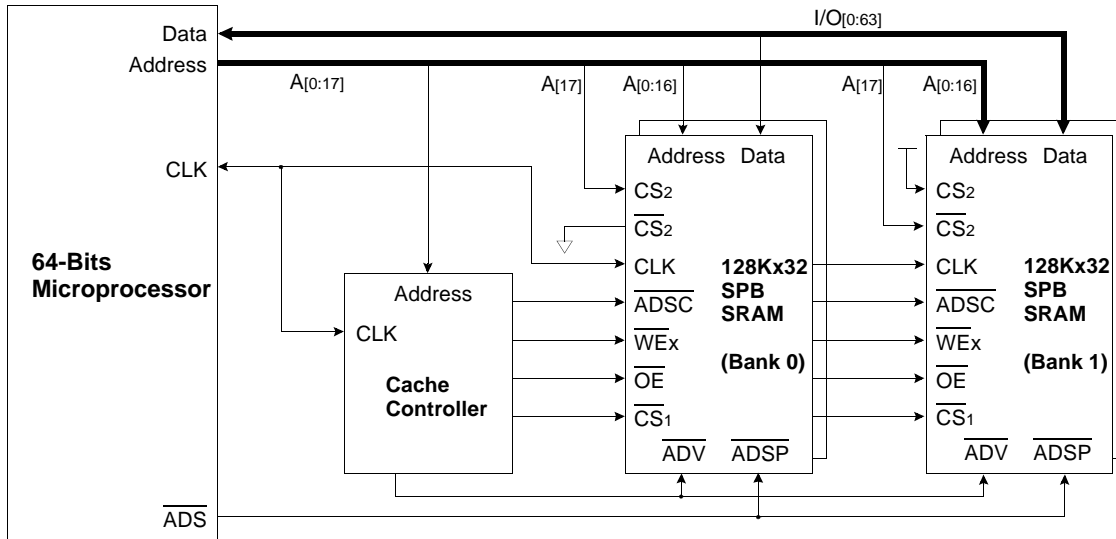 I/O[0:63]
Data
Address
A[0:17]
A[17]
A[0:16]
A[17]
A[0:16]
CLK
64-Bits
Microprocessor
ADS
Address
CLK
Cache
Controller
Address Data
CS2
CS2
CLK
ADSC
WEx
OE
CS1
ADV ADSP
128Kx32
SPB
SRAM
(Bank 0)
Address Data
CS2
CS2
CLK
ADSC
WEx
OE
CS1
ADV ADSP
128Kx32
SPB
SRAM
(Bank 1)